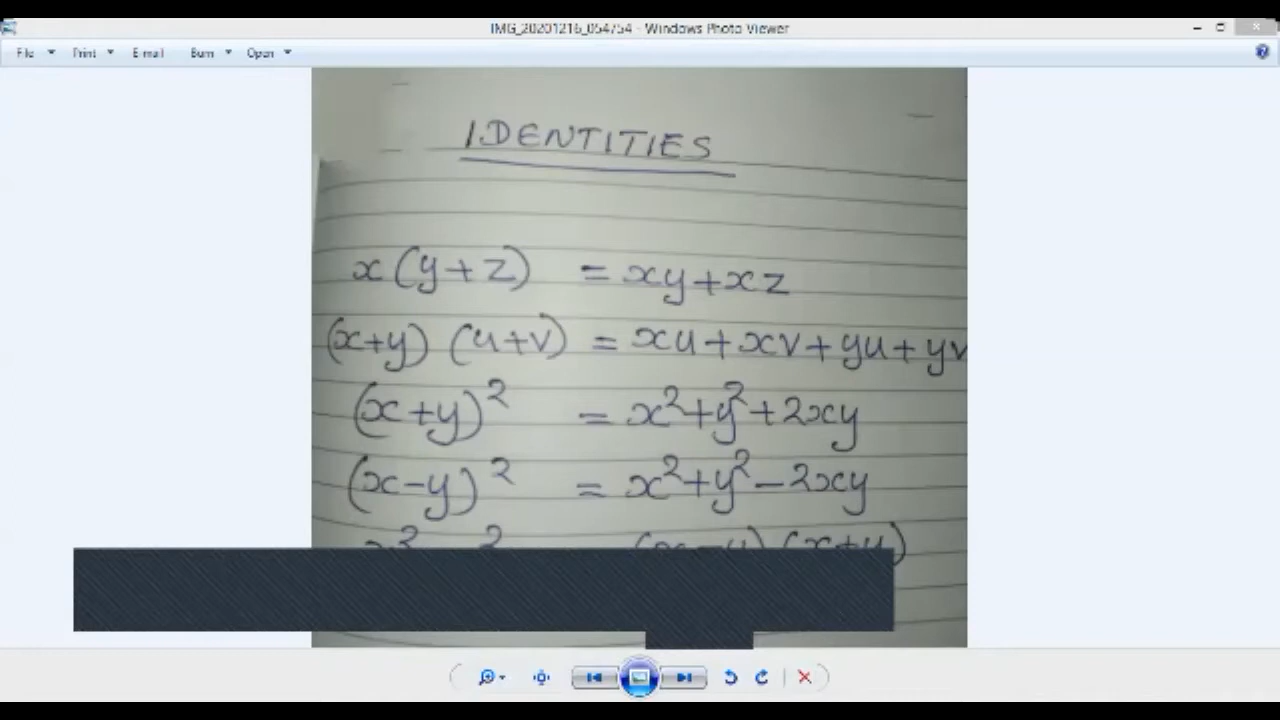 IMG_20201216_054754 - Windows Photo Viewer
File Print E-mail Burn Open
IDENTITIES
x(y+z) = xy+xz
(x+y) (u+v) = xu+xv+yu+yv
(x+y)² = x²+y²+2xy
(x-y)² = x²+y²-2xy
(x-y) (x+y)